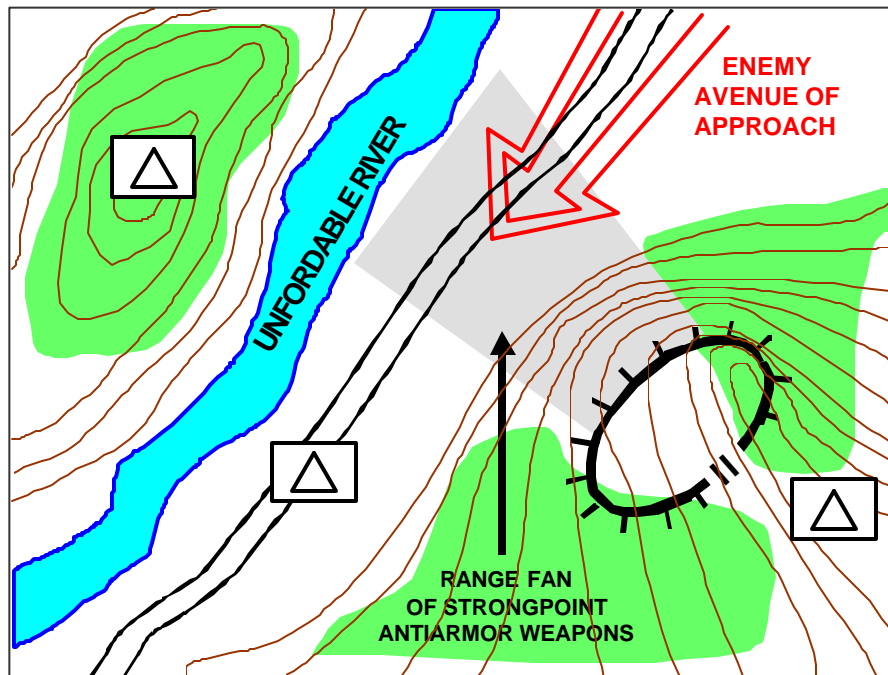 ENEMY
AVENUE OF
APPROACH
UNFORDABLE RIVER
RANGE FAN
OF STRONGPOINT
ANTIARMOR WEAPONS